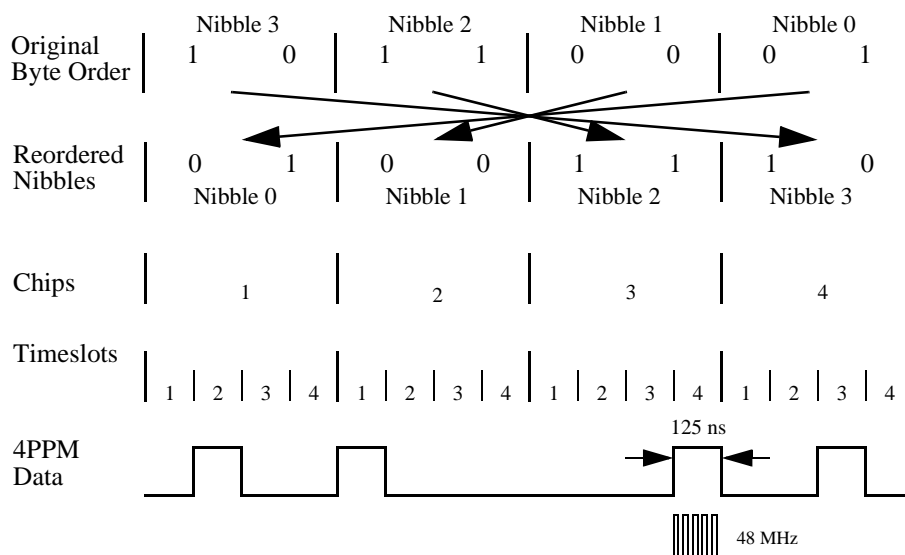 Nibble 3 Nibble 2 Nibble 1 Nibble 0
Original
Byte Order
1 0 1 1 0 0 0 1
Reordered
Nibbles
0 1 0 0 1 1 1 0
Nibble 0 Nibble 1 Nibble 2 Nibble 3
Chips
1 2 3 4
Timeslots
1 2 3 4 1 2 3 4 1 2 3 4 1 2 3 4
125 ns
4PPM
Data
48 MHz